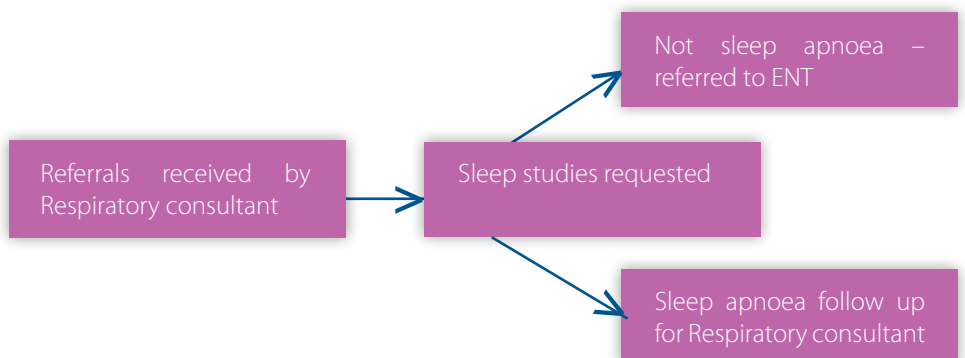 Not sleep apnoea –
referred to ENT
Referrals received by
Respiratory consultant
Sleep studies requested
Sleep apnoea follow up
for Respiratory consultant